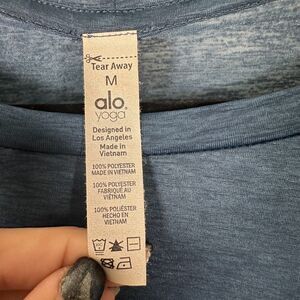 Tear Away
M
alo
yoga
Designed in
Los Angeles
Made in
Vietnam
100% POLYESTER
MADE IN VIETNAM
100% POLYESTER
FABRIQUÉ AU
VIÊTNAM
100% POLIÉSTER
HECHO EN
VIETNAM